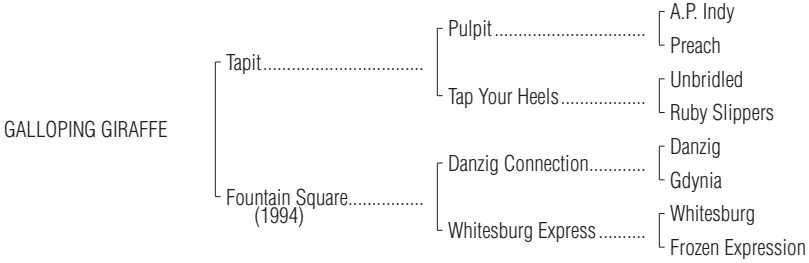 A.P. Indy
Pulpit..............................
Preach
Tapit................................
Unbridled
Tap Your Heels.................
Ruby Slippers
GALLOPING GIRAFFE
Danzig
Danzig Connection...........
Gdynia
Fountain Square...............
(1994)
Whitesburg
Whitesburg Express .........
Frozen Expression